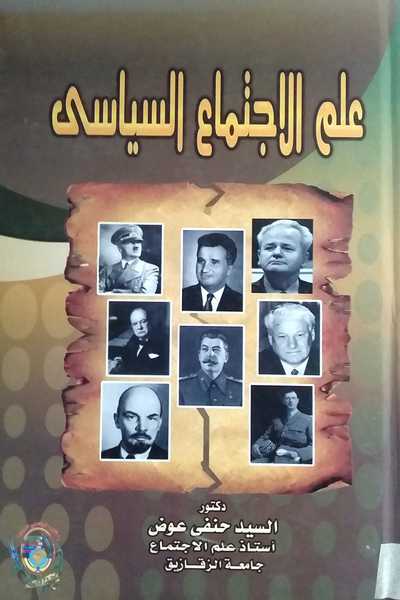 علم الاجتماع السياسى
دكتور
السيد حنفى عوض
أستاذ علم الاجتماع
جامعة الزقازيق